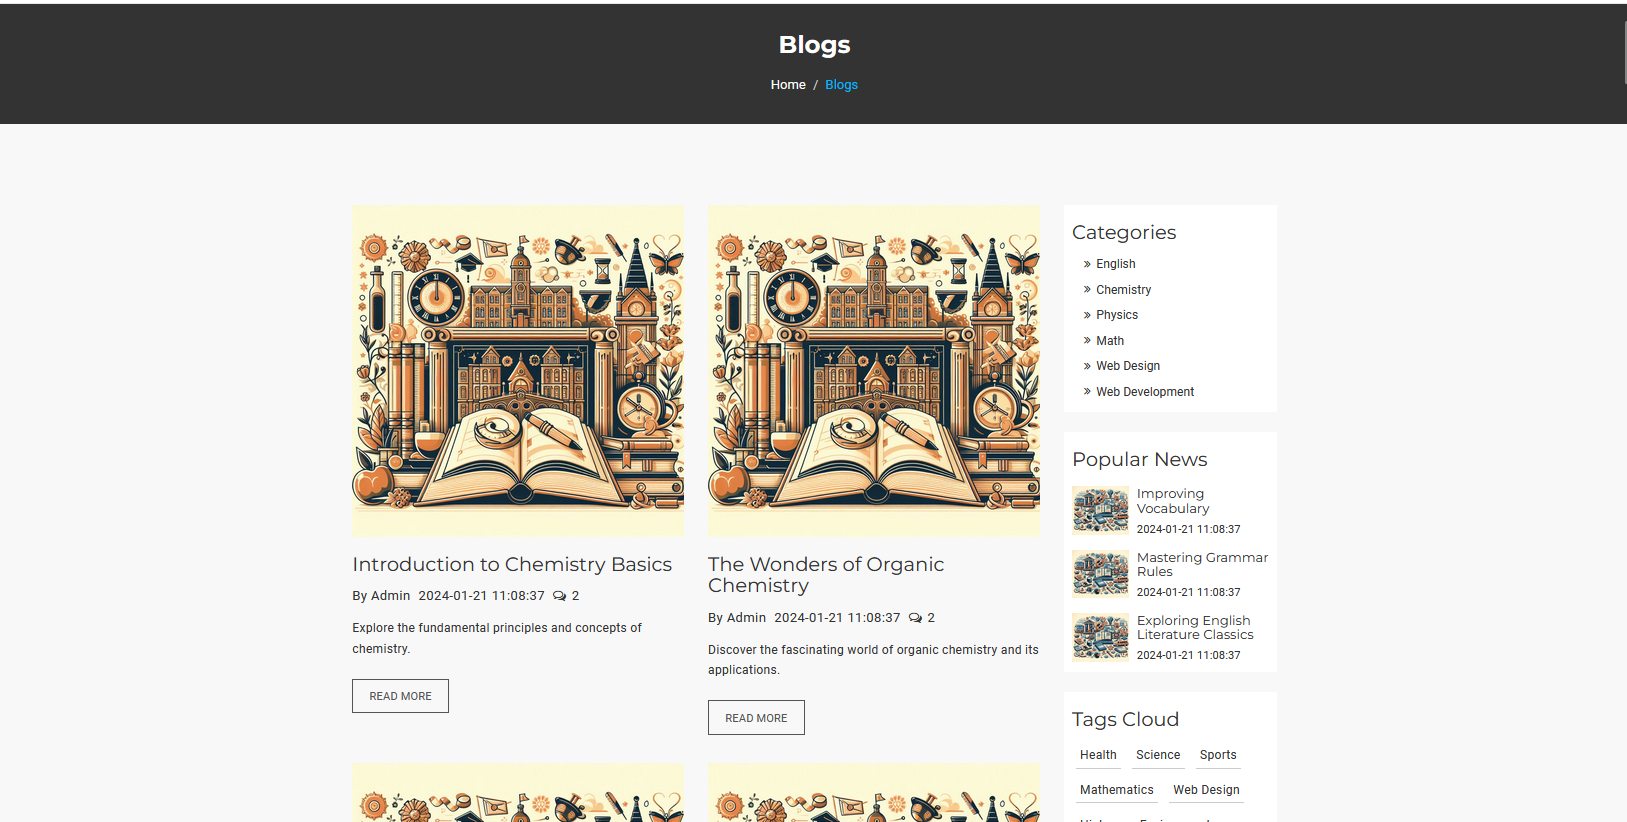 Blogs
Home / Blogs
Introduction to Chemistry Basics
By Admin 2024-01-21 11:08:37 2
Explore the fundamental principles and concepts of
chemistry.
READ MORE
The Wonders of Organic
Chemistry
By Admin 2024-01-21 11:08:37 2
Discover the fascinating world of organic chemistry and its
applications.
READ MORE
Categories
» English
» Chemistry
» Physics
» Math
» Web Design
» Web Development
Popular News
Improving
Vocabulary
2024-01-21 11:08:37
Mastering Grammar
Rules
2024-01-21 11:08:37
Exploring English
Literature Classics
2024-01-21 11:08:37
Tags Cloud
Health Science Sports
Mathematics Web Design